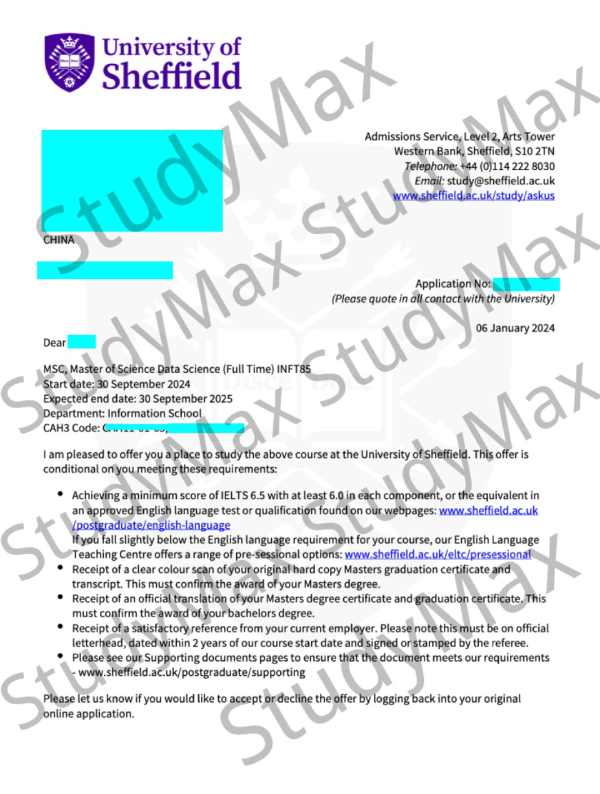 University of
Sheffield
Admissions Service, Level 2, Arts Tower
Western Bank, Sheffield, S10 2TN
Telephone: +44 (0)114 222 8030
Email: study@sheffield.ac.uk
www.sheffield.ac.uk/study/askus
CHINA
Application No:
(Please quote in all contact with the University)
06 January 2024
Dear
MSC, Master of Science Data Science (Full Time) INFT85
Start date: 30 September 2024
Expected end date: 30 September 2025
Department: Information School
CAH3 Code:
I am pleased to offer you a place to study the above course at the University of Sheffield. This offer is
conditional on you meeting these requirements:
• Achieving a minimum score of IELTS 6.5 with at least 6.0 in each component, or the equivalent in
an approved English language test or qualification found on our webpages: www.sheffield.ac.uk
/postgraduate/english-language
If you fall slightly below the English language requirement for your course, our English Language
Teaching Centre offers a range of pre-sessional options: www.sheffield.ac.uk/eltc/presessional
• Receipt of a clear colour scan of your original hard copy Masters graduation certificate and
transcript. This must confirm the award of your Masters degree.
• Receipt of an official translation of your Masters degree certificate and graduation certificate. This
must confirm the award of your bachelors degree.
• Receipt of a satisfactory reference from your current employer. Please note this must be on official
letterhead, dated within 2 years of our course start date and signed or stamped by the referee.
• Please see our Supporting documents pages to ensure that the document meets our requirements
- www.sheffield.ac.uk/postgraduate/supporting
Please let us know if you would like to accept or decline the offer by logging back into your original
online application.
StudyMax
StudyMax
StudyMax
StudyMax
StudyMax
StudyMax
StudyMax
StudyMax